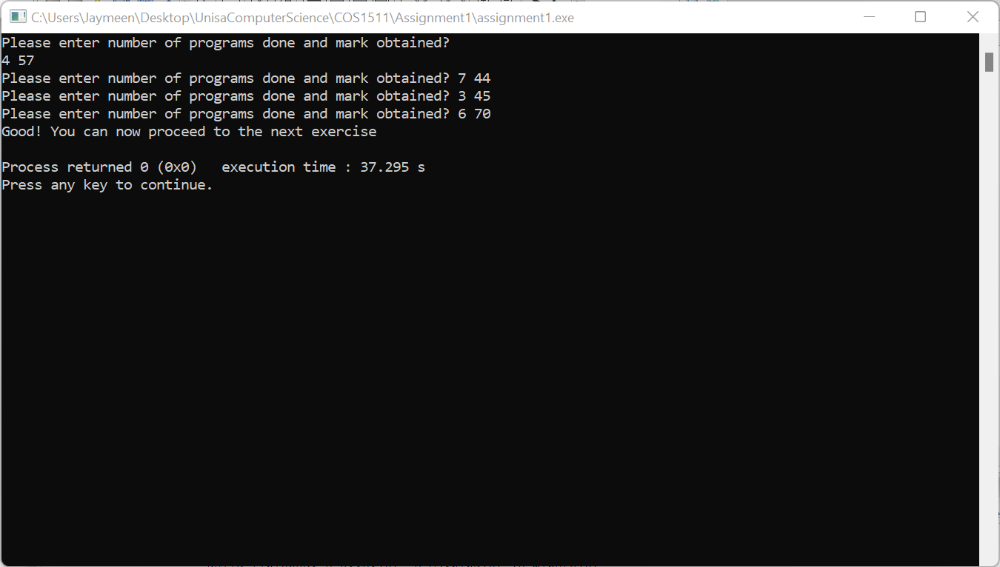 C:\Users\Jaymeen\Desktop\UnisaComputerScience\COS1511\Assignment1\assignment1.exe
Please enter number of programs done and mark obtained?
4 57
Please enter number of programs done and mark obtained? 7 44
Please enter number of programs done and mark obtained? 3 45
Please enter number of programs done and mark obtained? 6 70
Good! You can now proceed to the next exercise
Process returned 0 (0x0)   execution time : 37.295 s
Press any key to continue.